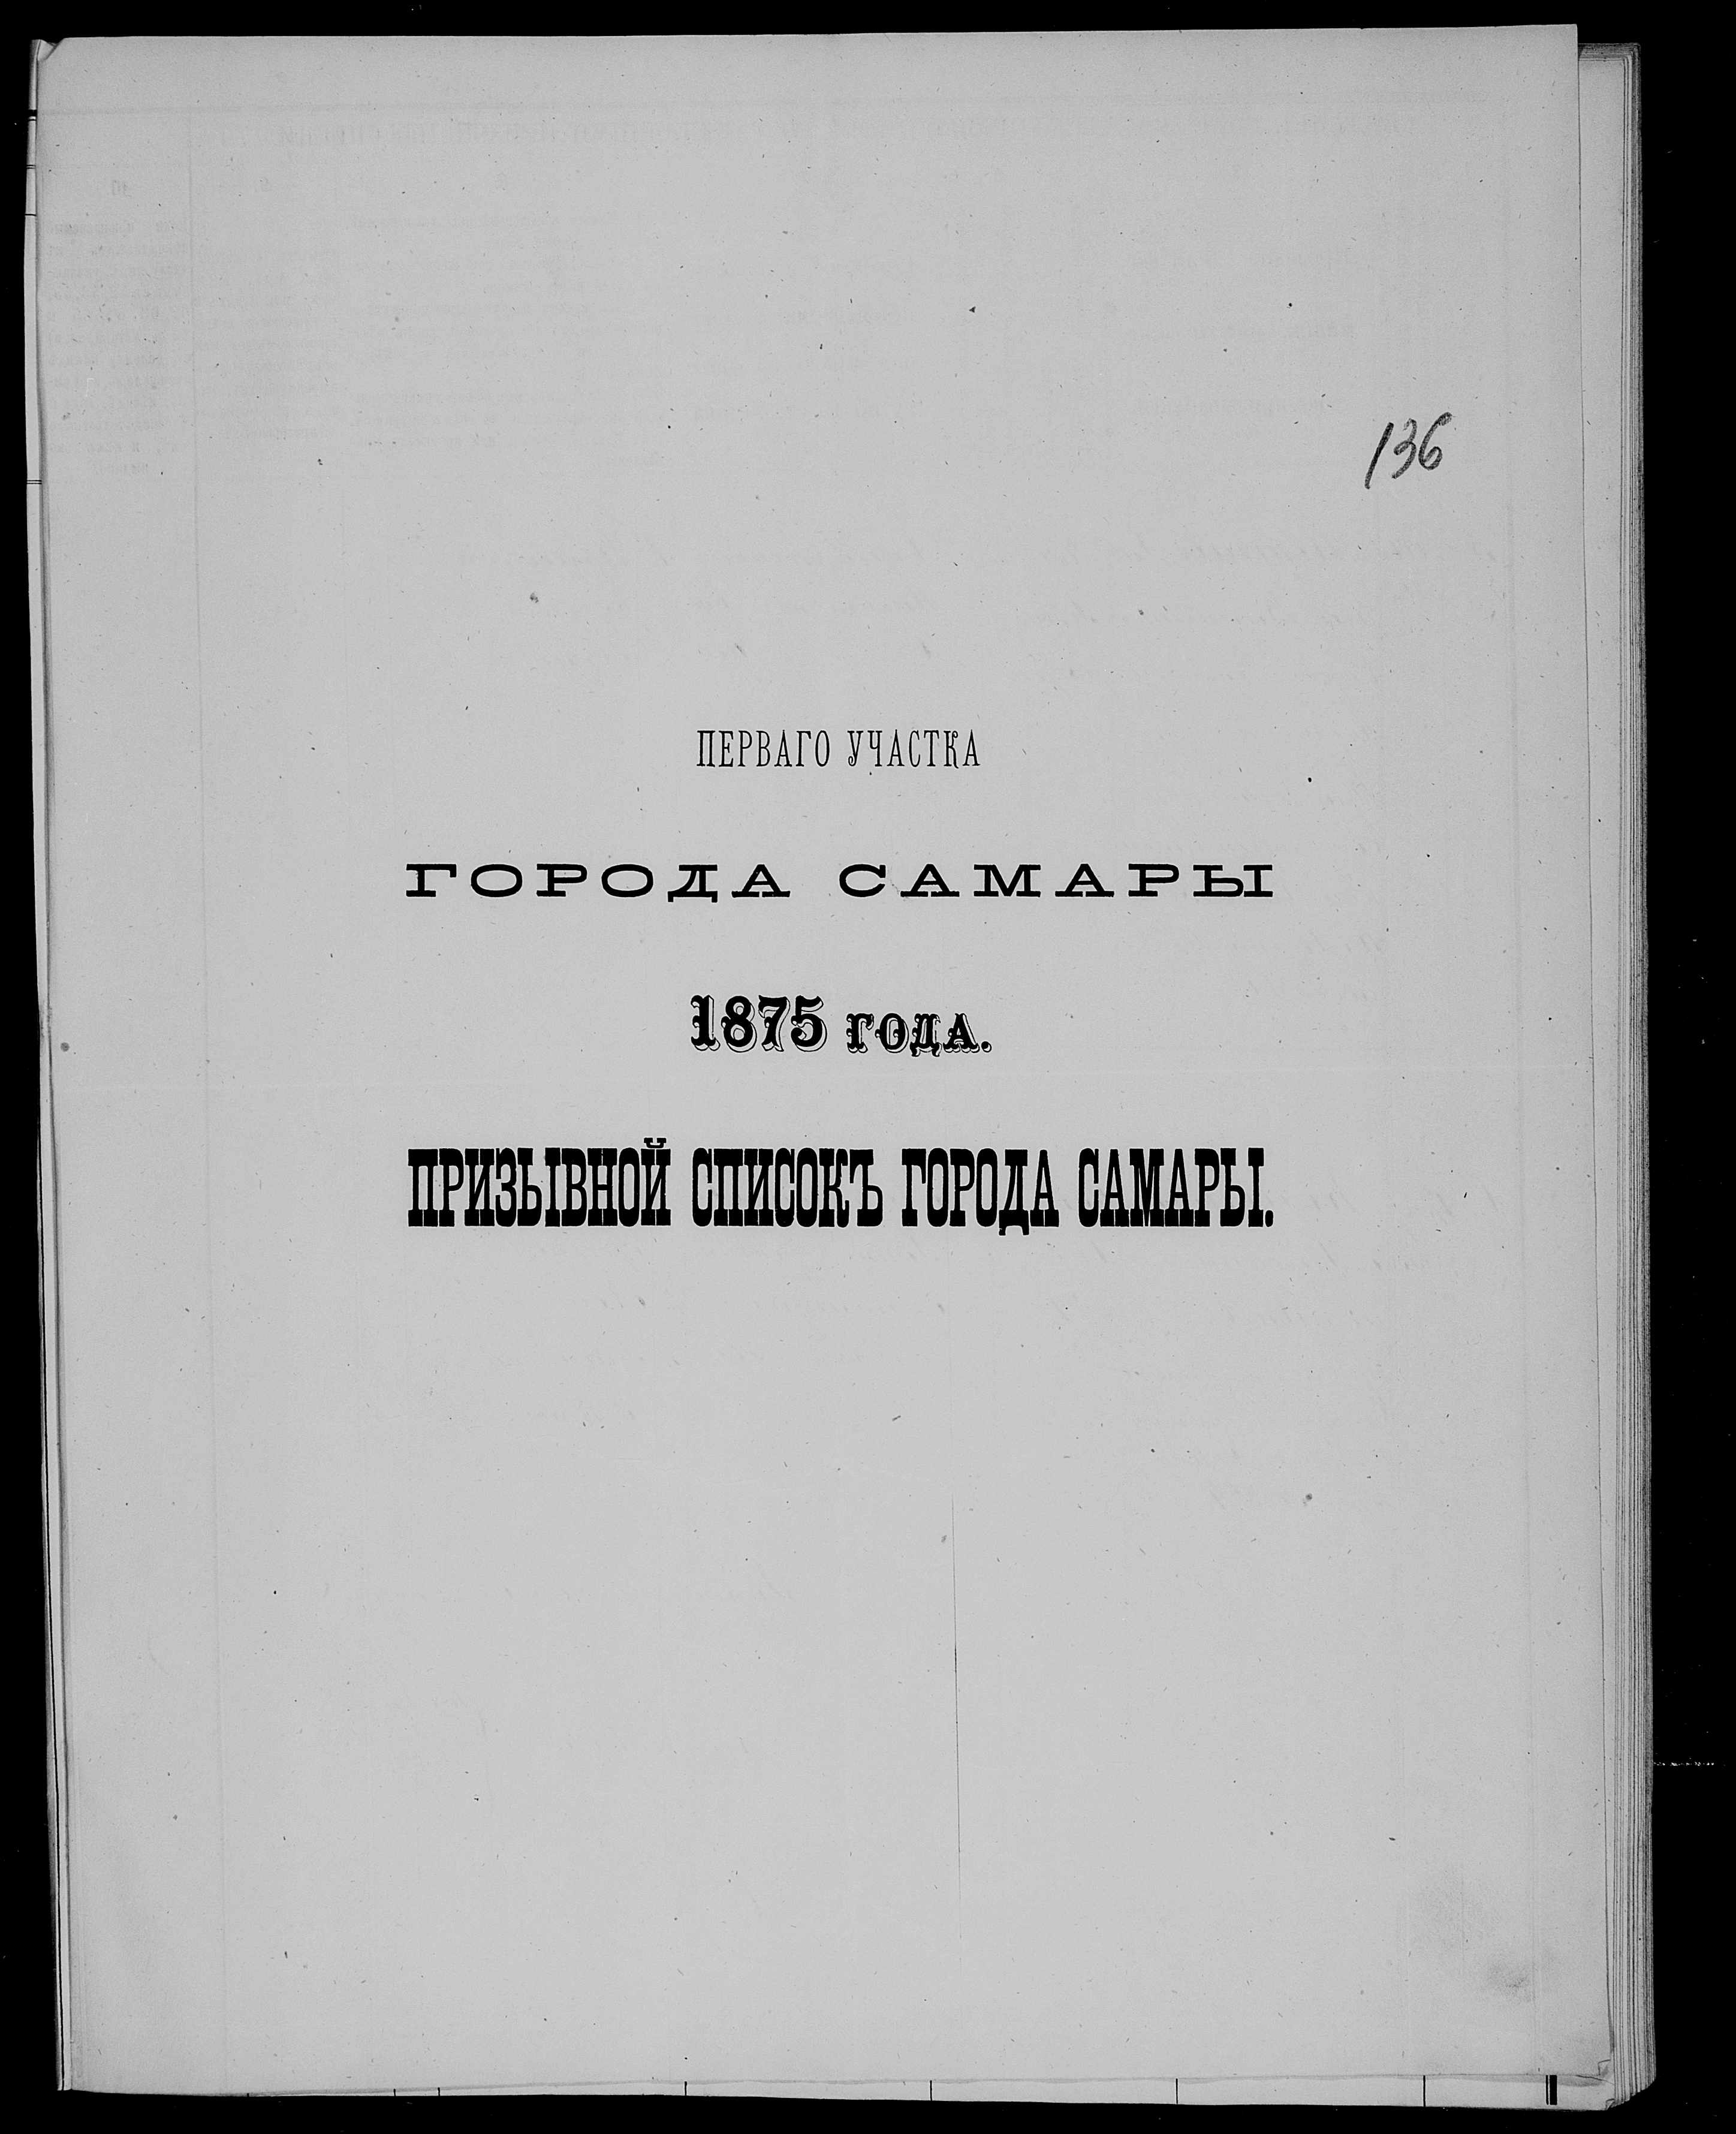 136
ПЕРВАГО УЧАСТКА
ГОРОДА САМАРЫ
1875 ГОДА.
ПРИЗЫВНОЙ СПИСОКЪ ГОРОДА САМАРЫ.